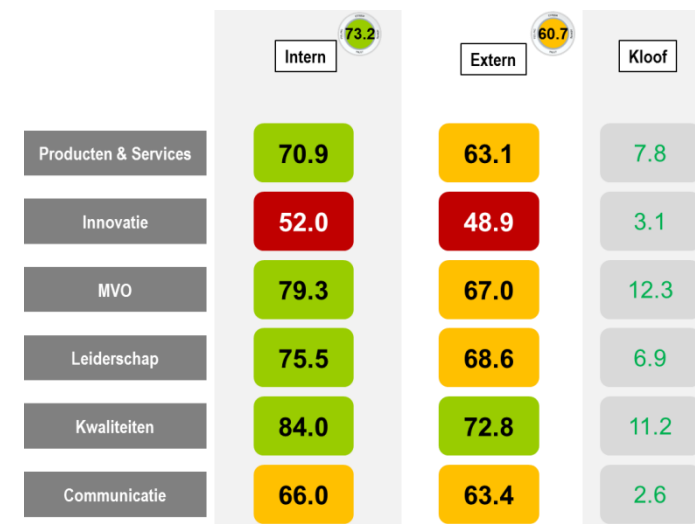 73.2
60.7
Intern
Extern
Kloof
Producten & Services 70.9 63.1 7.8
Innovatie 52.0 48.9 3.1
MVO 79.3 67.0 12.3
Leiderschap 75.5 68.6 6.9
Kwaliteiten 84.0 72.8 11.2
Communicatie 66.0 63.4 2.6